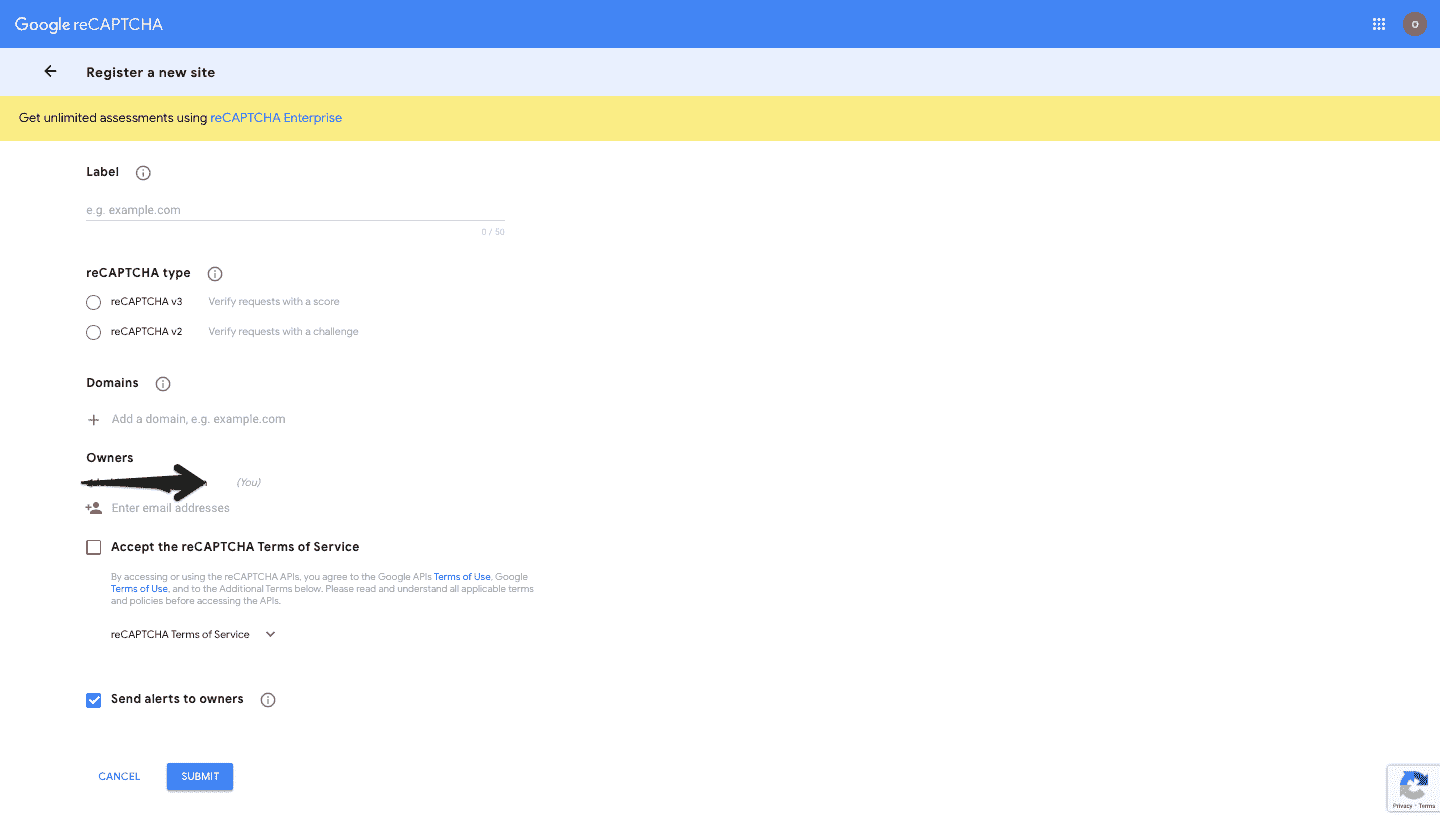 Google reCAPTCHA
O
Register a new site
Get unlimited assessments using reCAPTCHA Enterprise
Label
e.g. example.com
0 / 50
reCAPTCHA type
reCAPTCHA v3 Verify requests with a score
reCAPTCHA v2 Verify requests with a challenge
Domains
Add a domain, e.g. example.com
Owners
(You)
Enter email addresses
Accept the reCAPTCHA Terms of Service
By accessing or using the reCAPTCHA APIs, you agree to the Google APIs Terms of Use, Google
Terms of Use, and to the Additional Terms below. Please read and understand all applicable terms
and policies before accessing the APIs.
reCAPTCHA Terms of Service
Send alerts to owners
CANCEL SUBMIT
Privacy - Terms